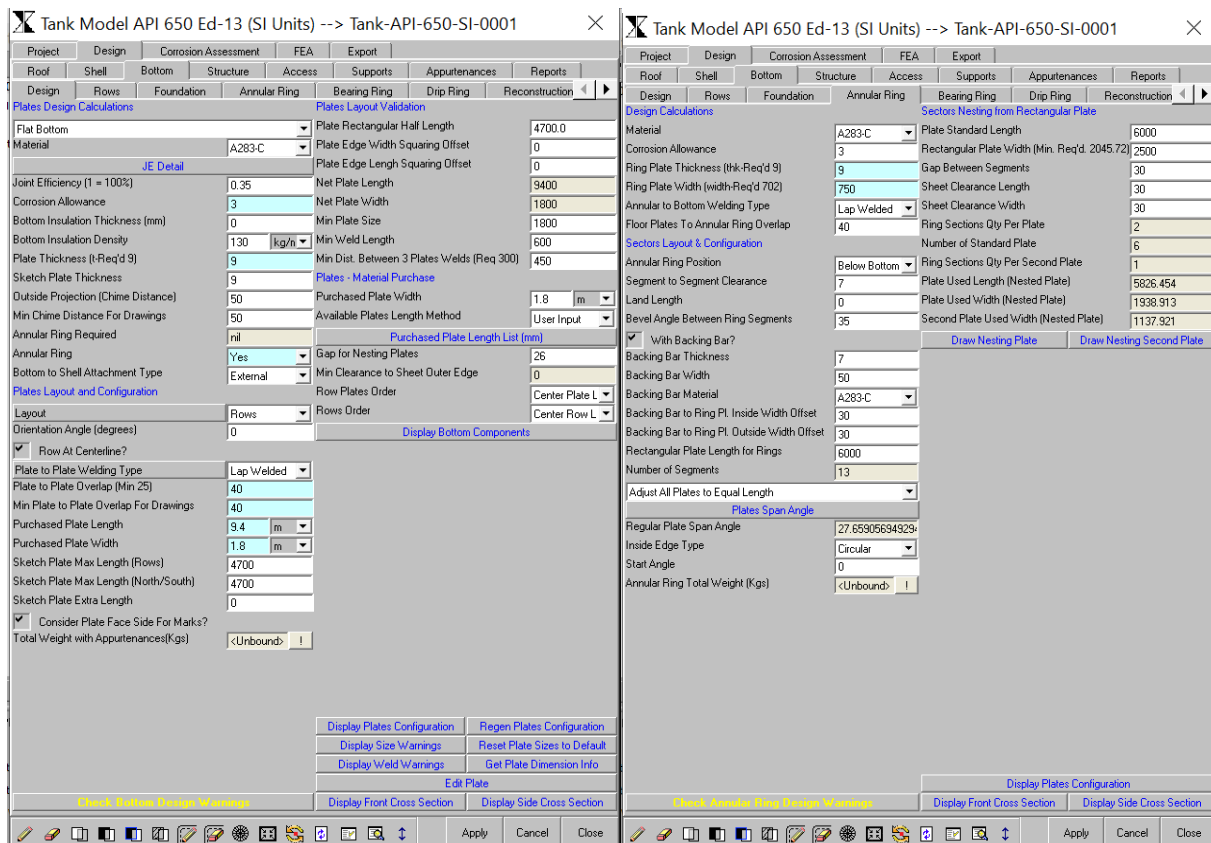 Tank Model API 650 Ed-13 (SI Units) --> Tank-API-650-SI-0001
Project Design Corrosion Assessment FEA Export
Roof Shell Bottom Structure Access Supports Appurtenances Reports
Design Rows Foundation Annular Ring Bearing Ring Drip Ring Reconstruction
Plates Design Calculations
Flat Bottom
Material A283-C
JE Detail
Joint Efficiency (1 = 100%) 0.35
Corrosion Allowance 3
Bottom Insulation Thickness (mm) 0
Bottom Insulation Density 130 kg/n
Plate Thickness (t-Req'd 9) 9
Sketch Plate Thickness 9
Outside Projection (Chime Distance) 50
Min Chime Distance For Drawings 50
Annular Ring Required nil
Annular Ring Yes
Bottom to Shell Attachment Type External
Plates Layout and Configuration
Layout Rows
Orientation Angle (degrees) 0
Row At Centerline?
Plate to Plate Welding Type Lap Welded
Plate to Plate Overlap (Min 25) 40
Min Plate to Plate Overlap For Drawings 40
Purchased Plate Length 9.4 m
Purchased Plate Width 1.8 m
Sketch Plate Max Length (Rows) 4700
Sketch Plate Max Length (North/South) 4700
Sketch Plate Extra Length 0
Consider Plate Face Side For Marks?
Total Weight with Appurtenances(Kgs) <Unbound> !
Plates Layout Validation
Plate Rectangular Half Length 4700.0
Plate Edge Width Squaring Offset 0
Plate Edge Lengh Squaring Offset 0
Net Plate Length 9400
Net Plate Width 1800
Min Plate Size 1800
Min Weld Length 600
Min Dist. Between 3 Plates Welds (Req 300) 450
Plates - Material Purchase
Purchased Plate Width 1.8 m
Available Plates Length Method User Input
Purchased Plate Length List (mm)
Gap for Nesting Plates 26
Min Clearance to Sheet Outer Edge 0
Row Plates Order Center Plate L
Rows Order Center Row L
Display Bottom Components
Display Plates Configuration Regen Plates Configuration
Display Size Warnings Reset Plate Sizes to Default
Display Weld Warnings Get Plate Dimension Info
Edit Plate
Check Bottom Design Warnings Display Front Cross Section Display Side Cross Section
Apply Cancel Close
Tank Model API 650 Ed-13 (SI Units) --> Tank-API-650-SI-0001
Project Design Corrosion Assessment FEA Export
Roof Shell Bottom Structure Access Supports Appurtenances Reports
Design Rows Foundation Annular Ring Bearing Ring Drip Ring Reconstruction
Design Calculations
Material A283-C
Corrosion Allowance 3
Ring Plate Thickness (thk-Req'd 9) 9
Ring Plate Width (width-Req'd 702) 750
Annular to Bottom Welding Type Lap Welded
Floor Plates To Annular Ring Overlap 40
Sectors Layout & Configuration
Annular Ring Position Below Bottom
Segment to Segment Clearance 7
Land Length 0
Bevel Angle Between Ring Segments 35
With Backing Bar?
Backing Bar Thickness 7
Backing Bar Width 50
Backing Bar Material A283-C
Backing Bar to Ring Pl. Inside Width Offset 30
Backing Bar to Ring Pl. Outside Width Offset 30
Rectangular Plate Length for Rings 6000
Number of Segments 13
Adjust All Plates to Equal Length
Plates Span Angle
Regular Plate Span Angle 27.65905694929
Inside Edge Type Circular
Start Angle 0
Annular Ring Total Weight (Kgs) <Unbound> !
Sectors Nesting from Rectangular Plate
Plate Standard Length 6000
Rectangular Plate Width (Min. Req'd. 2045.72) 2500
Gap Between Segments 30
Sheet Clearance Length 30
Sheet Clearance Width 30
Ring Sections Qty Per Plate 2
Number of Standard Plate 6
Ring Sections Qty Per Second Plate 1
Plate Used Length (Nested Plate) 5826.454
Plate Used Width (Nested Plate) 1938.913
Second Plate Used Width (Nested Plate) 1137.921
Draw Nesting Plate Draw Nesting Second Plate
Display Plates Configuration
Check Annular Ring Design Warnings Display Front Cross Section Display Side Cross Section
Apply Cancel Close